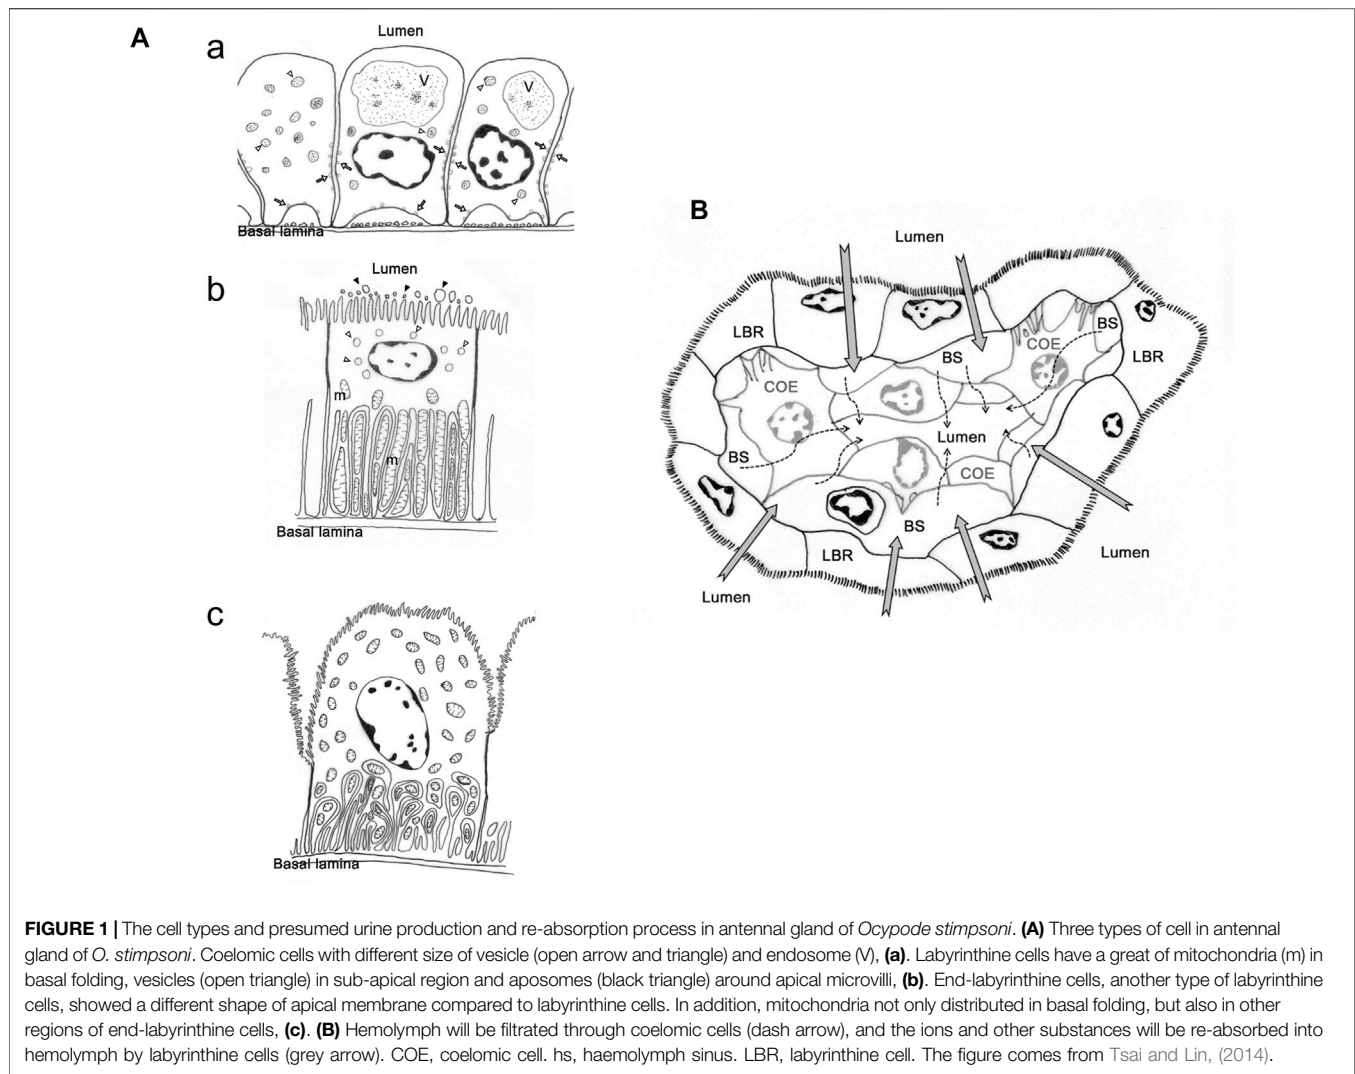 A
a
Lumen
V
V
Basal lamina
b
Lumen
m
m
Basal lamina
c
Basal lamina
B
Lumen
LBR
BS
COE
BS
LBR
COE
Lumen
BS
COE
BS
LBR
Lumen
Lumen
FIGURE 1 | The cell types and presumed urine production and re-absorption process in antennal gland of Ocypode stimpsoni. (A) Three types of cell in antennal
gland of O. stimpsoni. Coelomic cells with different size of vesicle (open arrow and triangle) and endosome (V), (a). Labyrinthine cells have a great of mitochondria (m) in
basal folding, vesicles (open triangle) in sub-apical region and aposomes (black triangle) around apical microvilli, (b). End-labyrinthine cells, another type of labyrinthine
cells, showed a different shape of apical membrane compared to labyrinthine cells. In addition, mitochondria not only distributed in basal folding, but also in other
regions of end-labyrinthine cells, (c). (B) Hemolymph will be filtrated through coelomic cells (dash arrow), and the ions and other substances will be re-absorbed into
hemolymph by labyrinthine cells (grey arrow). COE, coelomic cell. hs, haemolymph sinus. LBR, labyrinthine cell. The figure comes from Tsai and Lin, (2014).